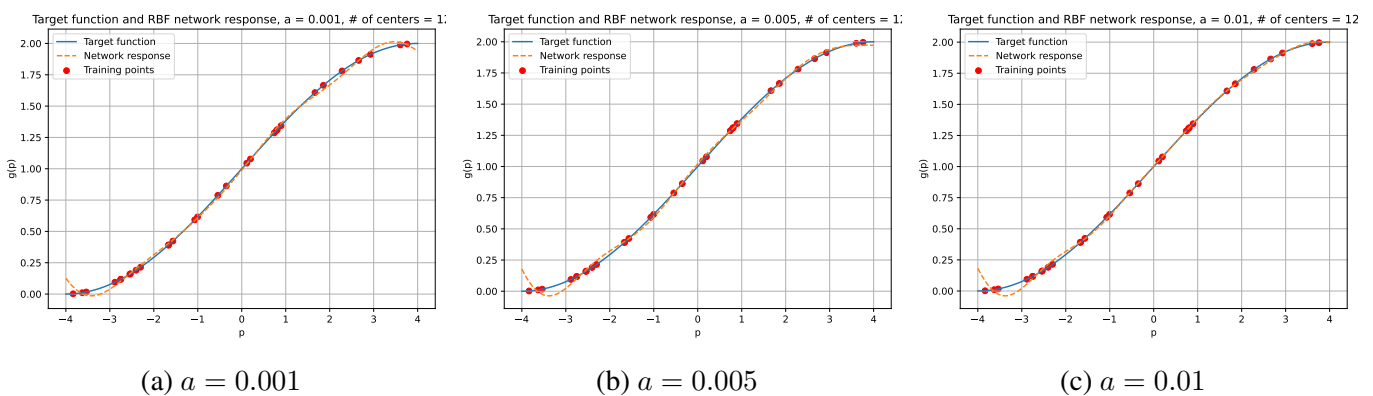 Target function and RBF network response, a = 0.001, # of centers = 12
Target function
Network response
Training points
g(p)
2.00
1.75
1.50
1.25
1.00
0.75
0.50
0.25
0.00
−4 −3 −2 −1 0 1 2 3 4
p
(a) a = 0.001
Target function and RBF network response, a = 0.005, # of centers = 12
Target function
Network response
Training points
g(p)
2.00
1.75
1.50
1.25
1.00
0.75
0.50
0.25
0.00
−4 −3 −2 −1 0 1 2 3 4
p
(b) a = 0.005
Target function and RBF network response, a = 0.01, # of centers = 12
Target function
Network response
Training points
g(p)
2.00
1.75
1.50
1.25
1.00
0.75
0.50
0.25
0.00
−4 −3 −2 −1 0 1 2 3 4
p
(c) a = 0.01